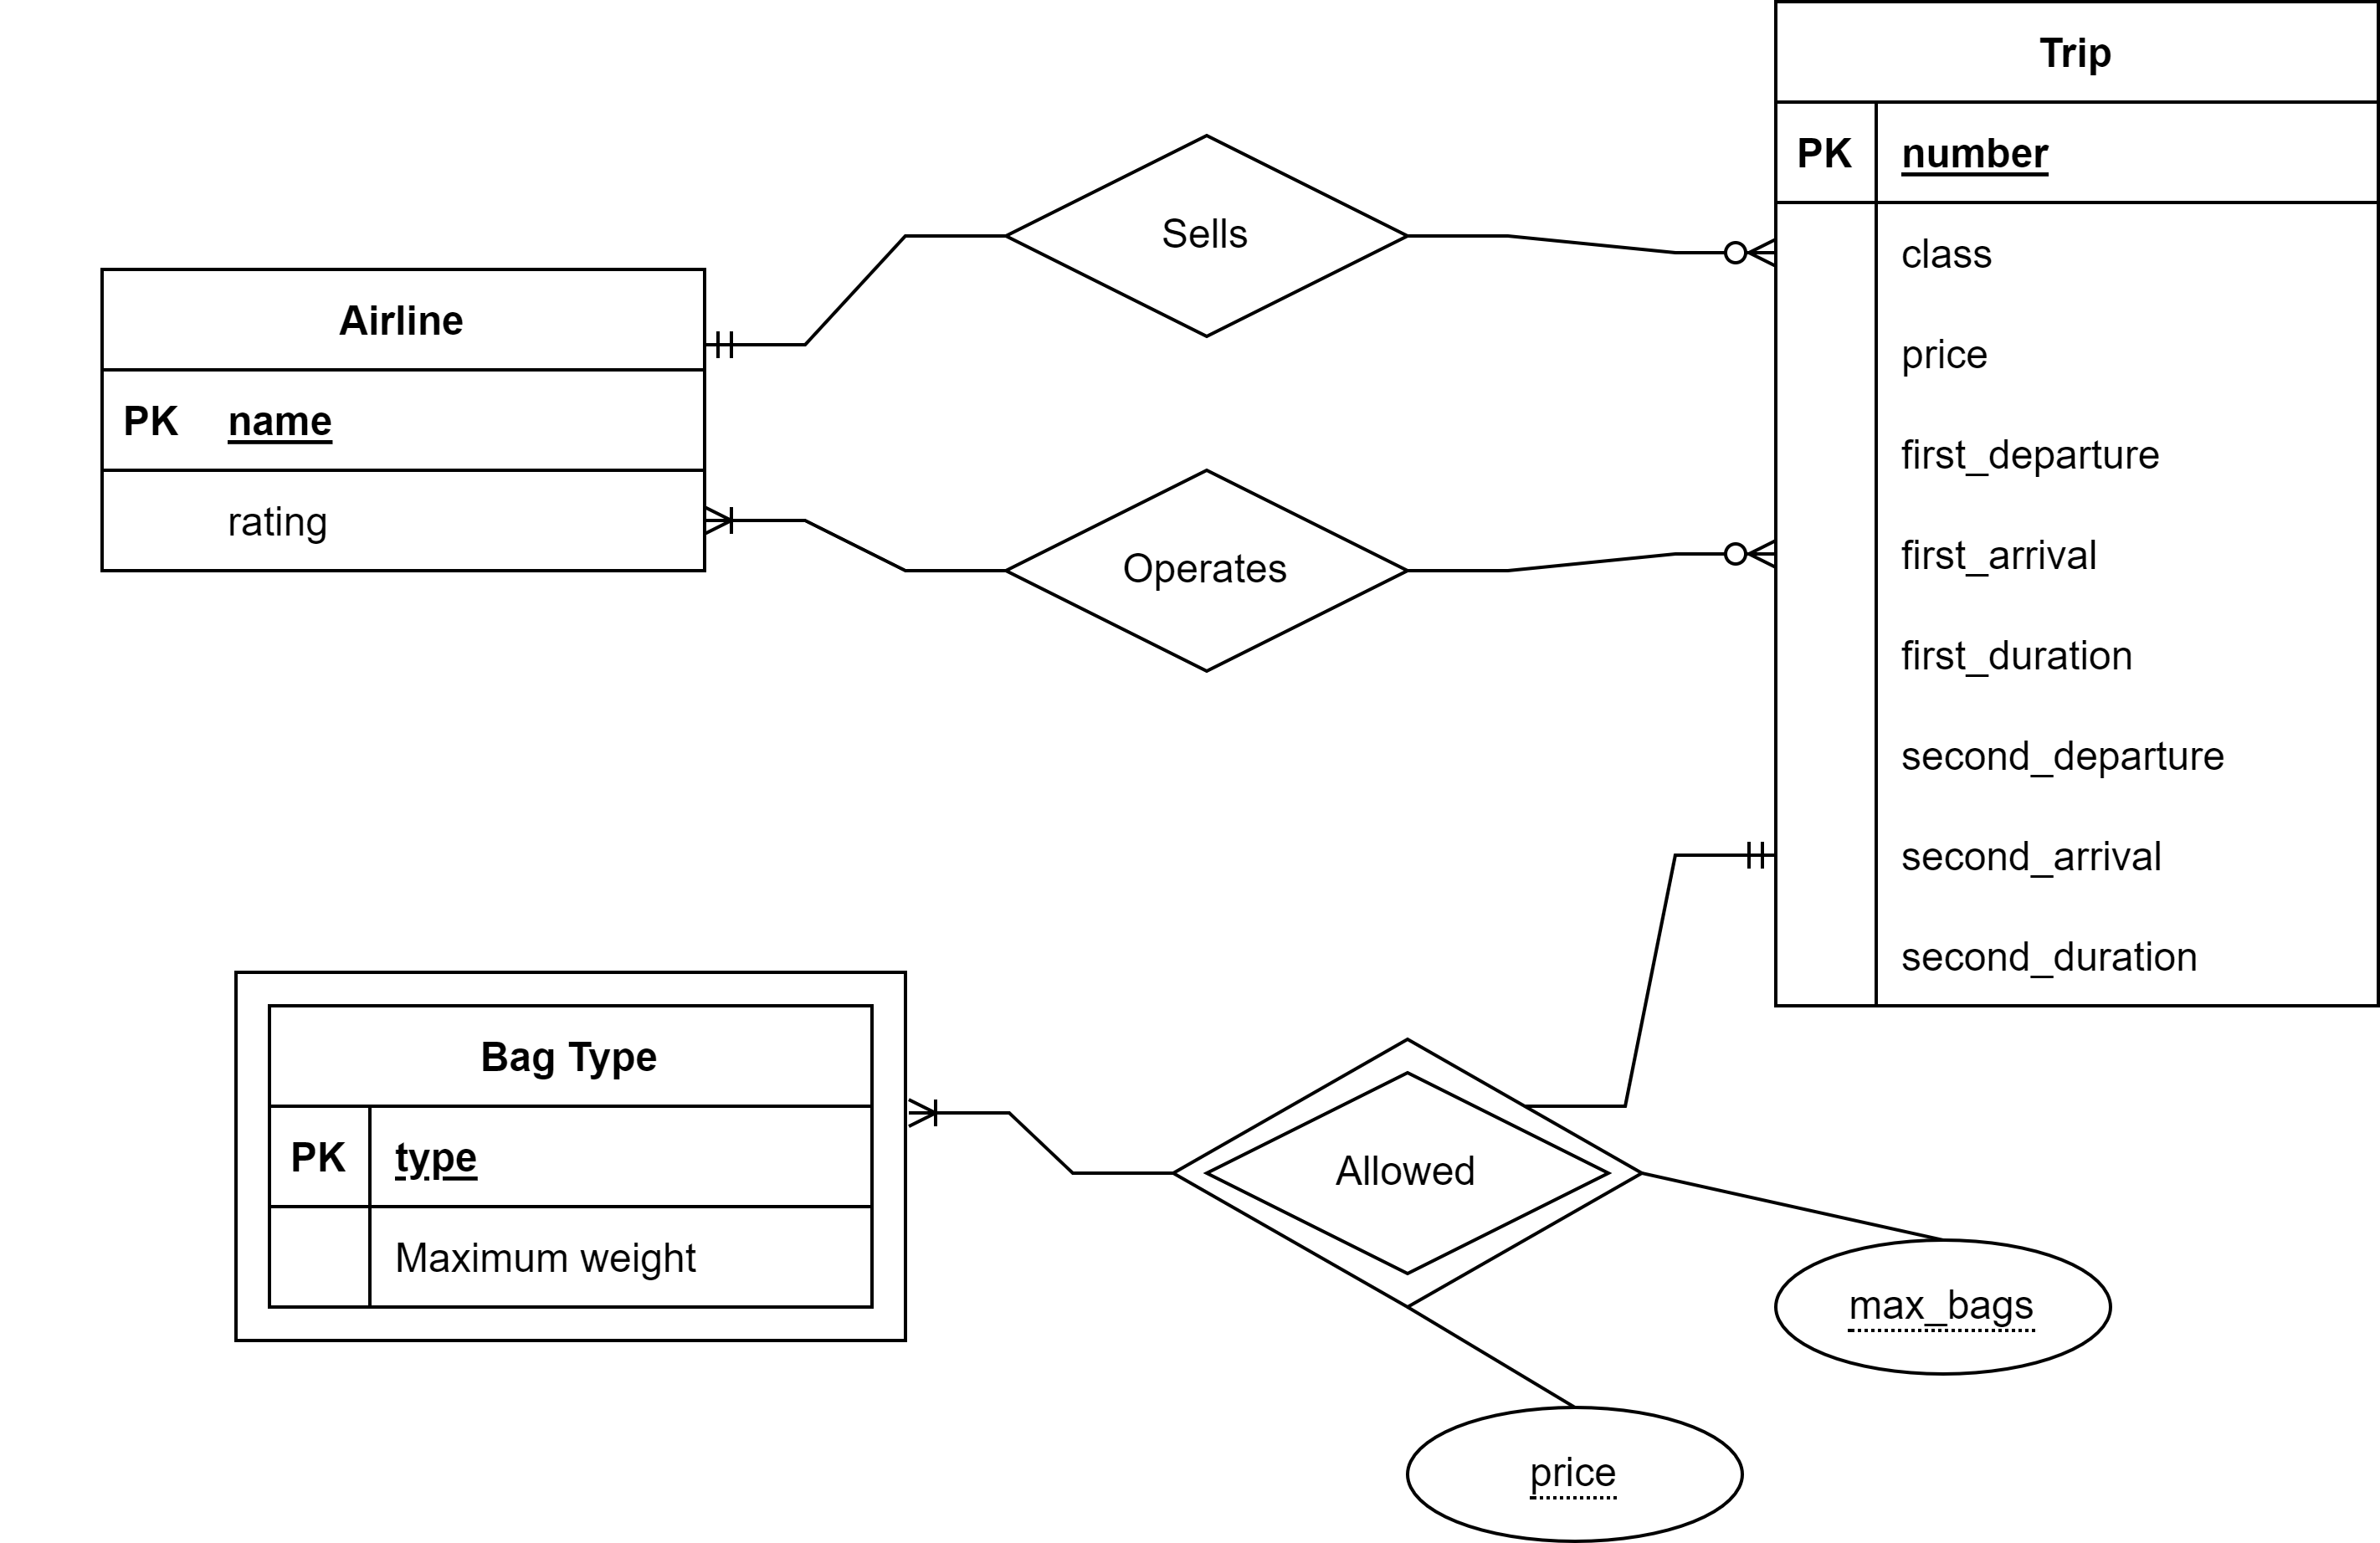 Trip
PK number
class
price
first_departure
first_arrival
first_duration
second_departure
second_arrival
second_duration
Sells
Airline
PK name
rating
Operates
Bag Type
PK type
Maximum weight
Allowed
max_bags
price